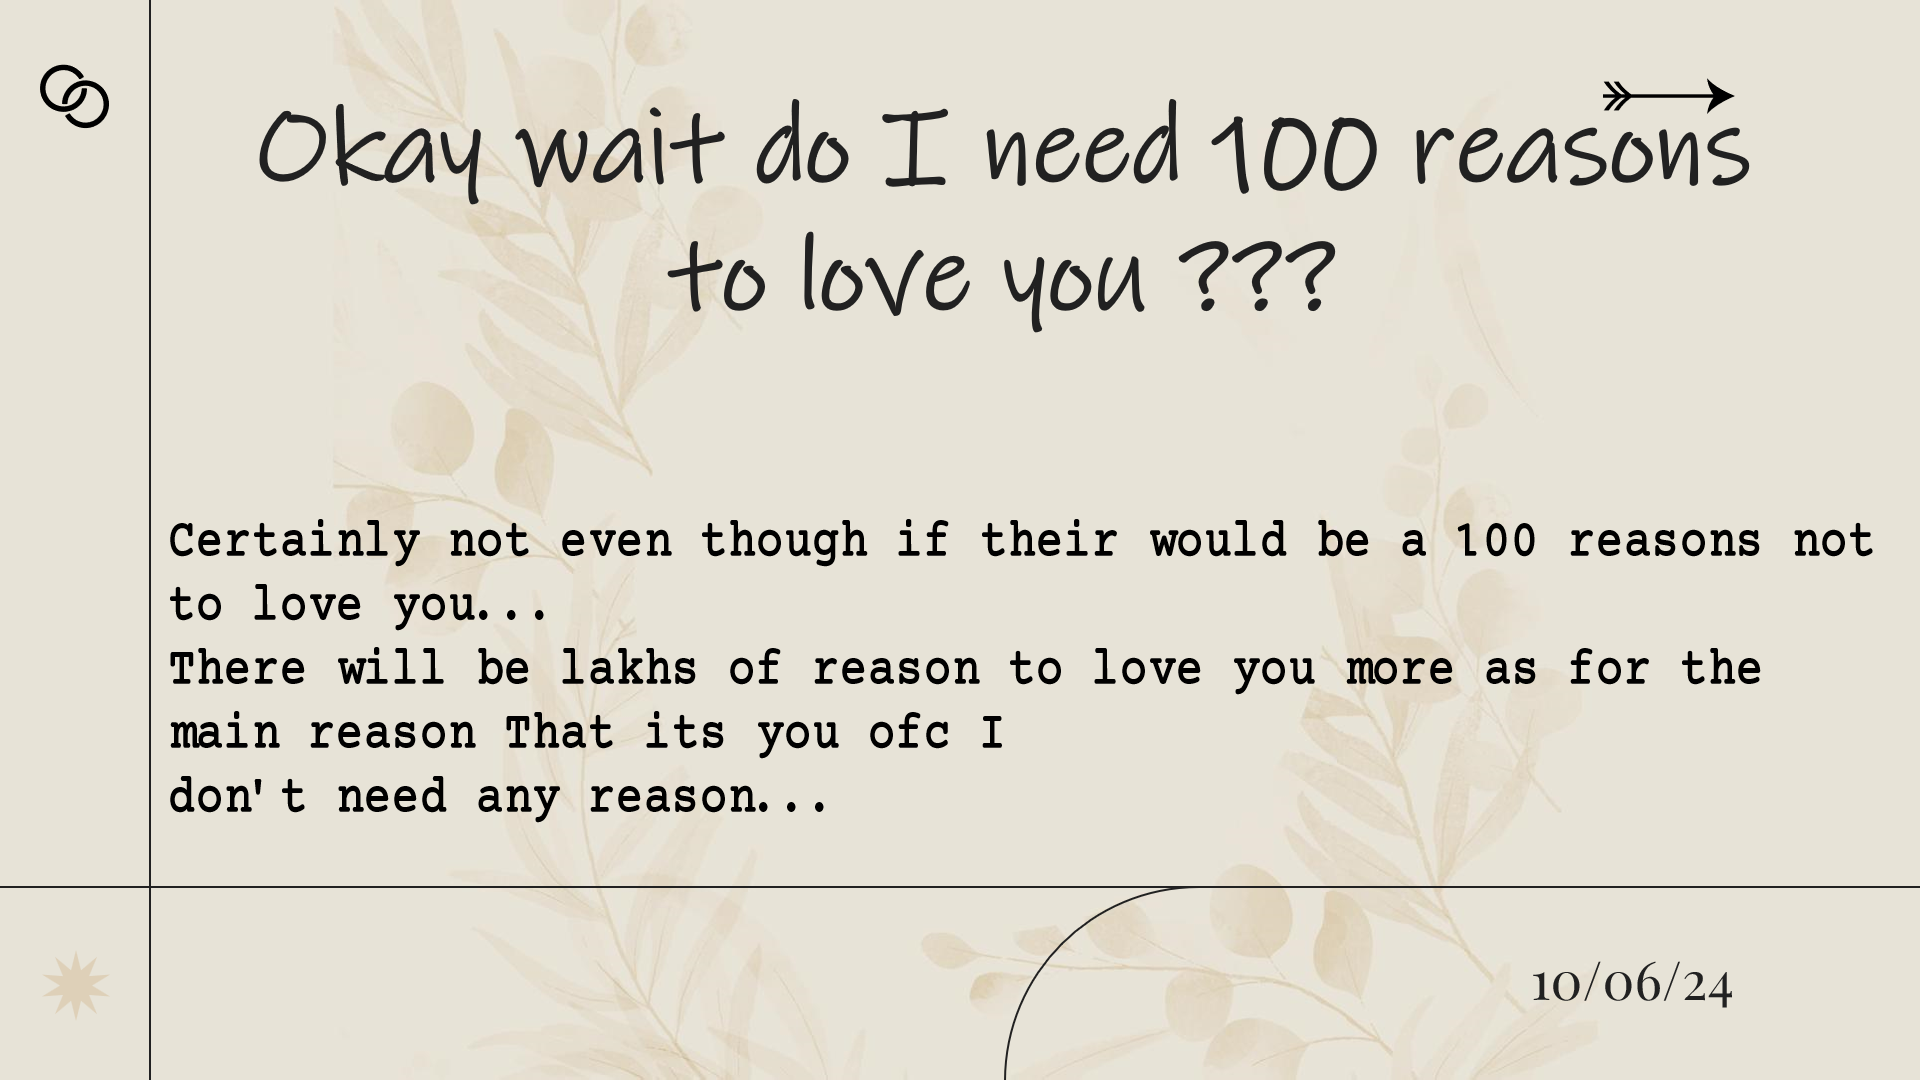 Okay wait do I need 100 reasons
to love you ???
Certainly not even though if their would be a 100 reasons not
to love you...
There will be lakhs of reason to love you more as for the
main reason That its you ofc I
don't need any reason...
10/06/24